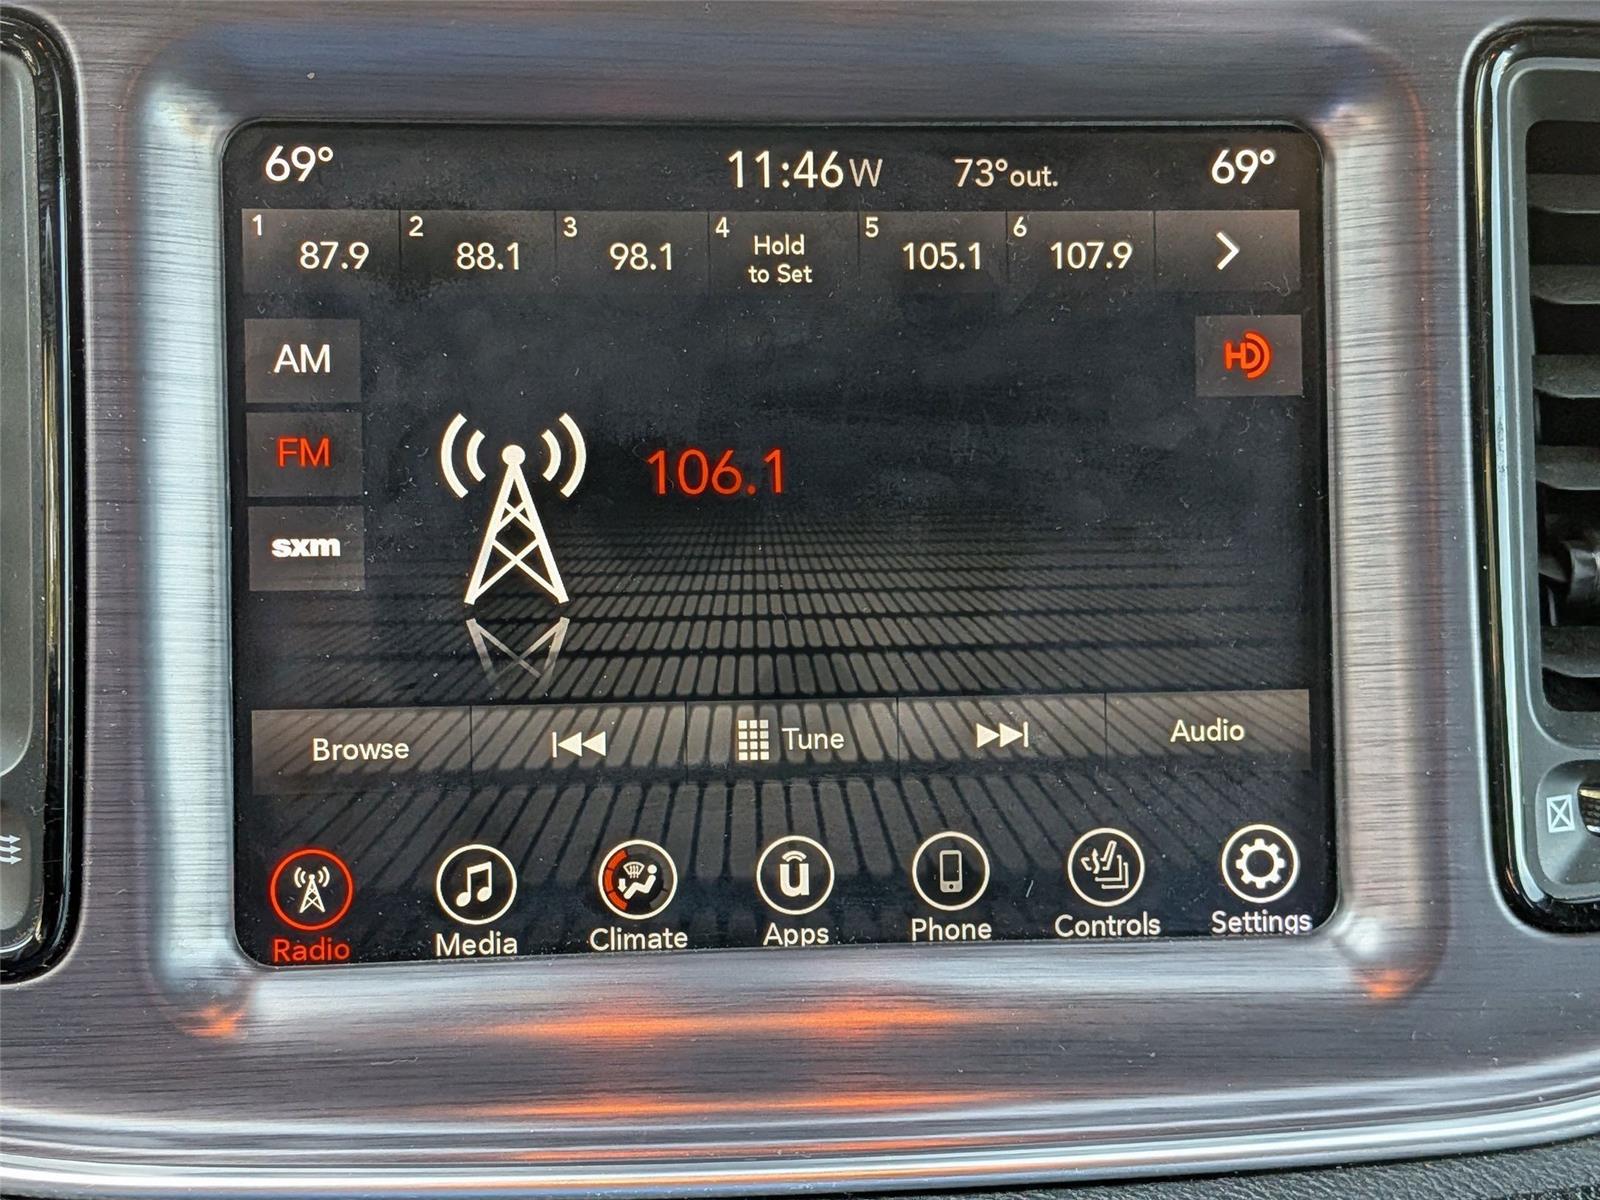 69° 11:46 W 73° out. 69°
1 87.9 2 88.1 3 98.1 4 Hold to Set 5 105.1 6 107.9
AM
HD
FM
106.1
sxm
Browse Tune Audio
Radio Media Climate Apps Phone Controls Settings